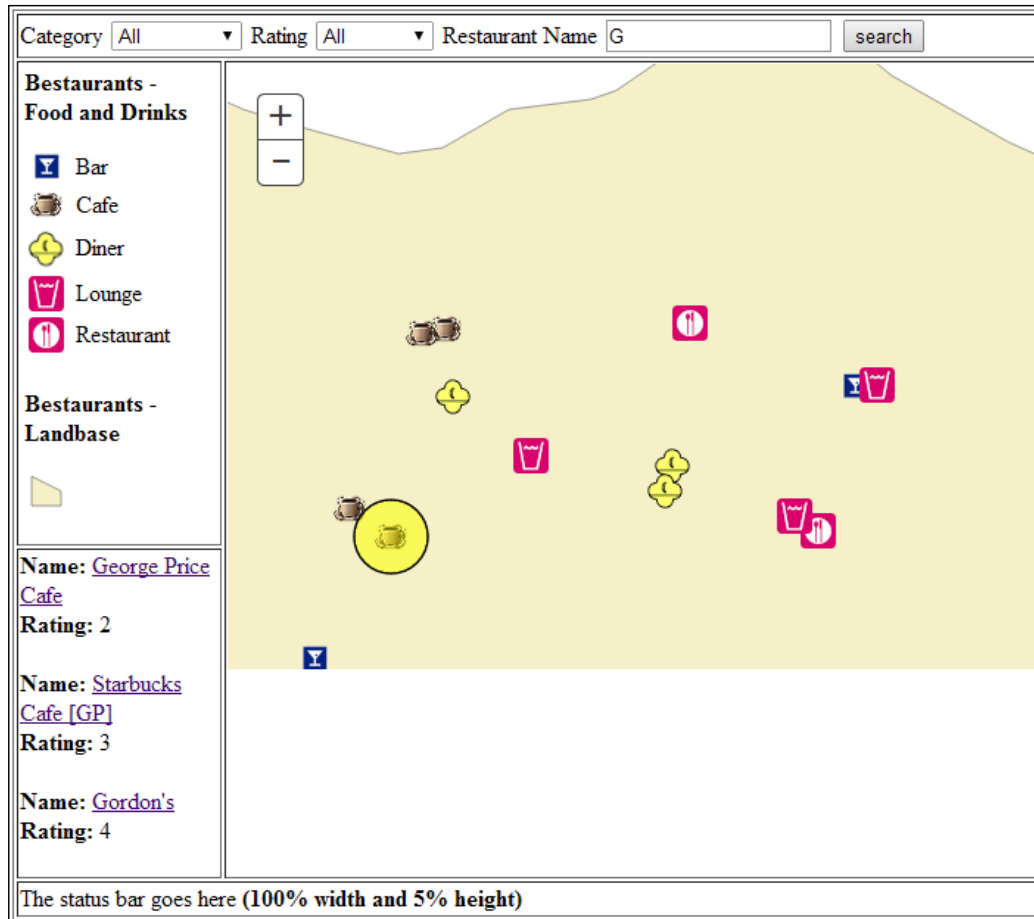 Category All Rating All Restaurant Name G search
Bestaurants -
Food and Drinks
Bar
Cafe
Diner
Lounge
Restaurant
Bestaurants -
Landbase
+
−
Name: George Price
Cafe
Rating: 2
Name: Starbucks
Cafe [GP]
Rating: 3
Name: Gordon's
Rating: 4
The status bar goes here (100% width and 5% height)